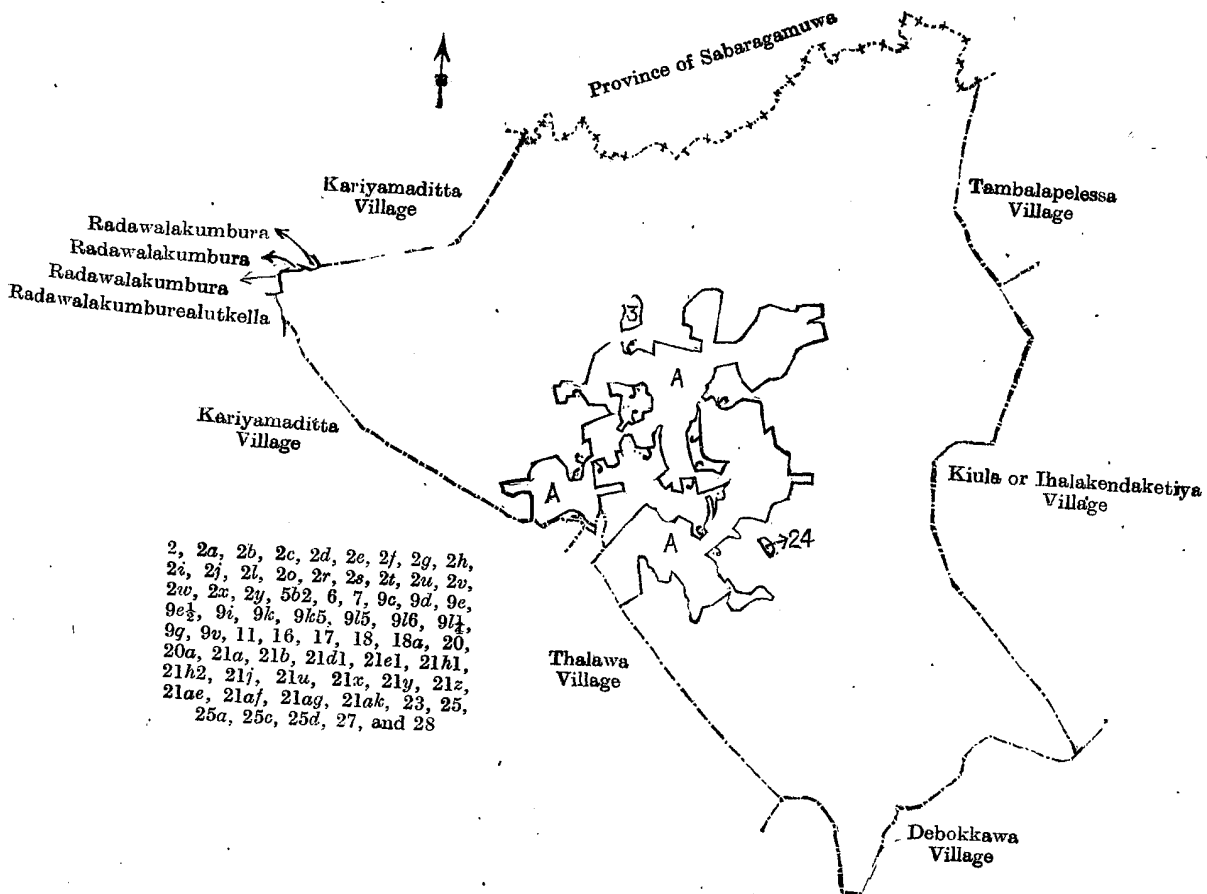 Province of Sabaragamuwa
Kariyamaditta
Village
Tambalapelessa
Village
Radawalakumbura
Radawalakumbura
Radawalakumbura
Radawalakumburealutkella
3
A
Kariyamaditta
Village
Kiula or Ihalakendaketiya
Village
A
A
24
2, 2a, 2b, 2c, 2d, 2e, 2f, 2g, 2h,
2i, 2j, 2l, 2o, 2r, 2s, 2t, 2u, 2v,
2w, 2x, 2y, 5b2, 6, 7, 9c, 9d, 9e,
9e½, 9i, 9k, 9k5, 9l5, 9l6, 9l¼,
9q, 9v, 11, 16, 17, 18, 18a, 20,
20a, 21a, 21b, 21d1, 21e1, 21h1,
21h2, 21j, 21u, 21x, 21y, 21z,
21ae, 21af, 21ag, 21ak, 23, 25,
25a, 25c, 25d, 27, and 28
Thalawa
Village
Debokkawa
Village